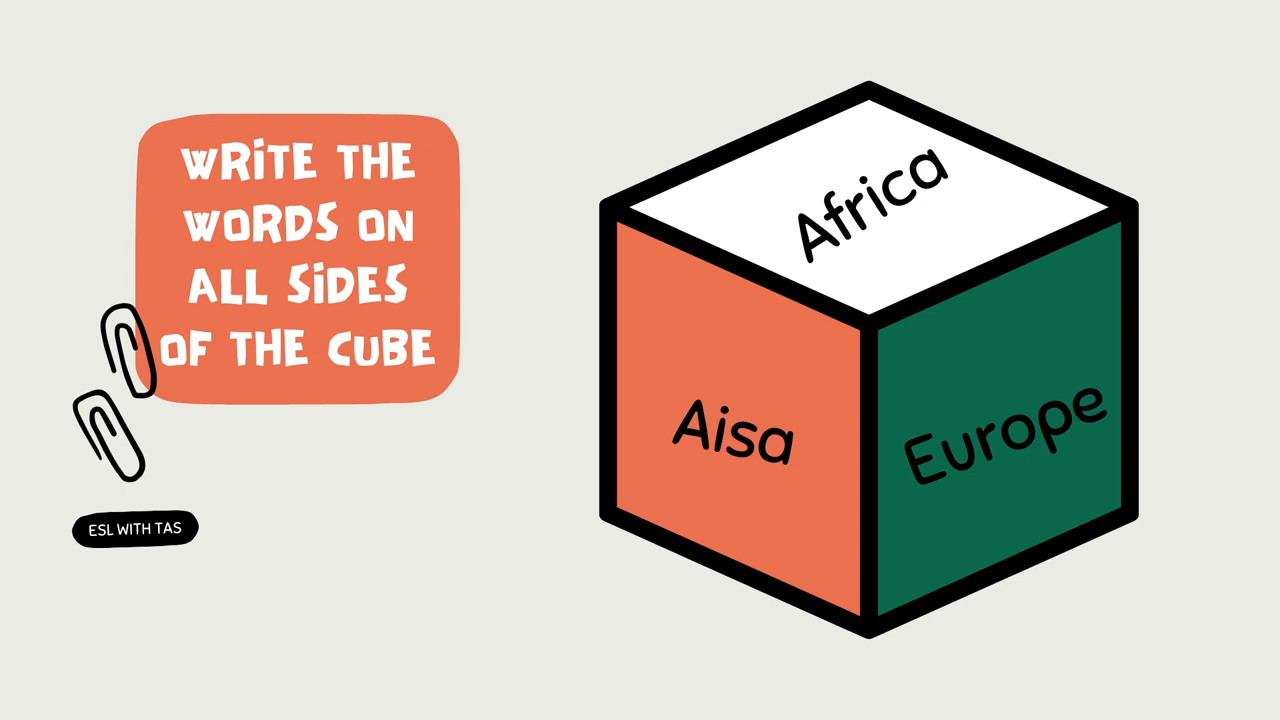 WRiTE THE
WORDS ON
ALL SiDES
OF THE CUBE
ESL WITH TAS
Africa
Aisa
Europe